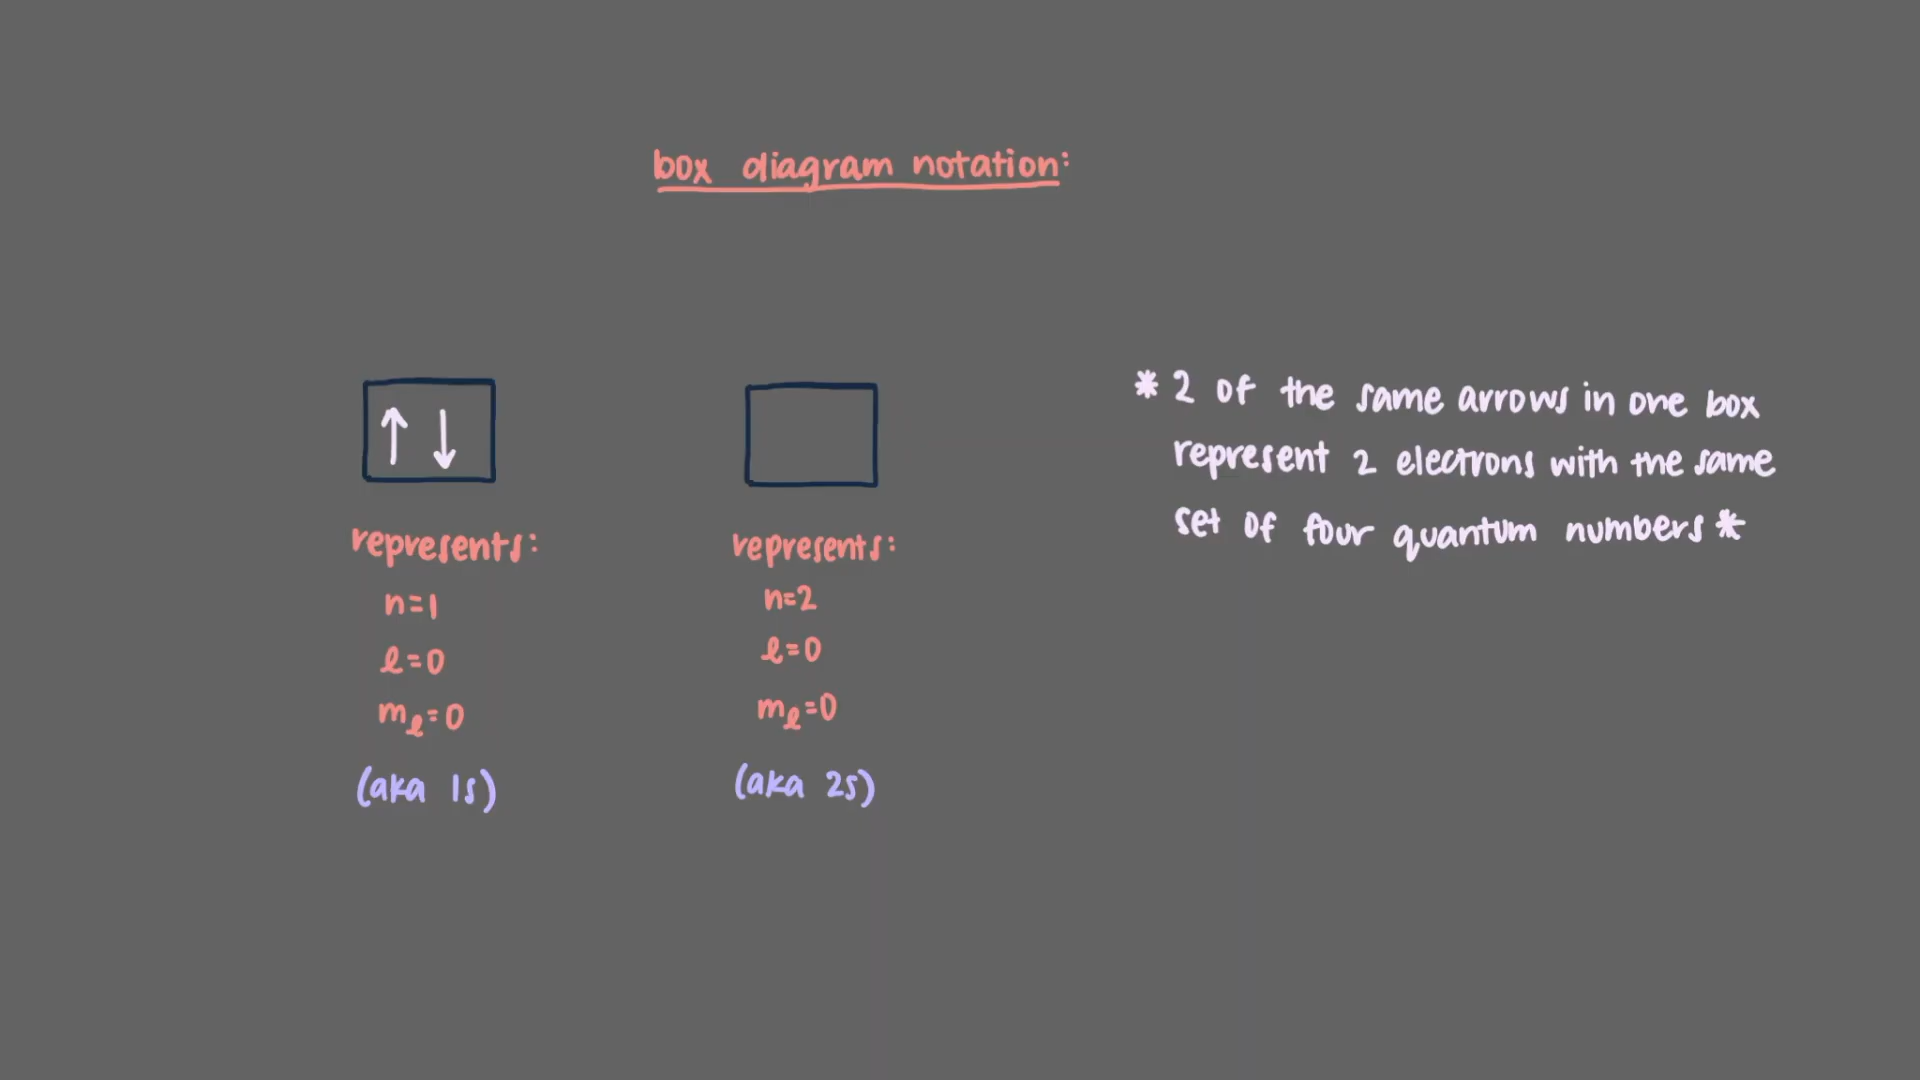 box diagram notation:
↑ ↓
represents:
n=1
ℓ=0
mℓ=0
(aka 1s)
represents:
n=2
ℓ=0
mℓ=0
(aka 2s)
* 2 of the same arrows in one box
represent 2 electrons with the same
set of four quantum numbers *